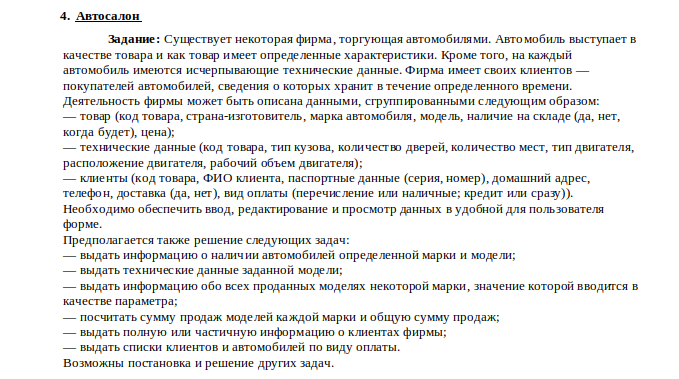 4. Автосалон
Задание: Существует некоторая фирма, торгующая автомобилями. Автомобиль выступает в
качестве товара и как товар имеет определенные характеристики. Кроме того, на каждый
автомобиль имеются исчерпывающие технические данные. Фирма имеет своих клиентов —
покупателей автомобилей, сведения о которых хранит в течение определенного времени.
Деятельность фирмы может быть описана данными, сгруппированными следующим образом:
— товар (код товара, страна-изготовитель, марка автомобиля, модель, наличие на складе (да, нет,
когда будет), цена);
— технические данные (код товара, тип кузова, количество дверей, количество мест, тип двигателя,
расположение двигателя, рабочий объем двигателя);
— клиенты (код товара, ФИО клиента, паспортные данные (серия, номер), домашний адрес,
телефон, доставка (да, нет), вид оплаты (перечисление или наличные; кредит или сразу)).
Необходимо обеспечить ввод, редактирование и просмотр данных в удобной для пользователя
форме.
Предполагается также решение следующих задач:
— выдать информацию о наличии автомобилей определенной марки и модели;
— выдать технические данные заданной модели;
— выдать информацию обо всех проданных моделях некоторой марки, значение которой вводится в
качестве параметра;
— посчитать сумму продаж моделей каждой марки и общую сумму продаж;
— выдать полную или частичную информацию о клиентах фирмы;
— выдать списки клиентов и автомобилей по виду оплаты.
Возможны постановка и решение других задач.